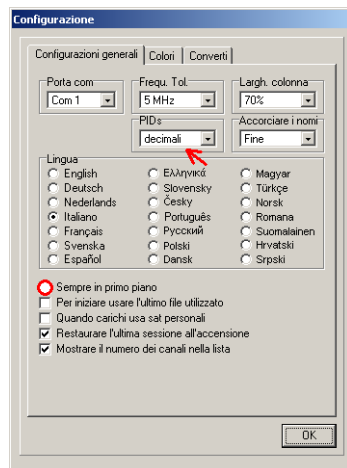 Configurazione
Configurazioni generali Colori Converti
Porta com Frequ. Tol. Largh. colonna
Com 1 5 MHz 70%
PIDs Accorciare i nomi
decimali Fine
Lingua
English Ελληνικά Magyar
Deutsch Slovensky Türkçe
Nederlands Česky Norsk
Italiano Português Romana
Français Русский Suomalainen
Svenska Polski Hrvatski
Español Dansk Srpski
Sempre in primo piano
Per iniziare usare l'ultimo file utilizzato
Quando carichi usa sat personali
Restaurare l'ultima sessione all'accensione
Mostrare il numero dei canali nella lista
OK